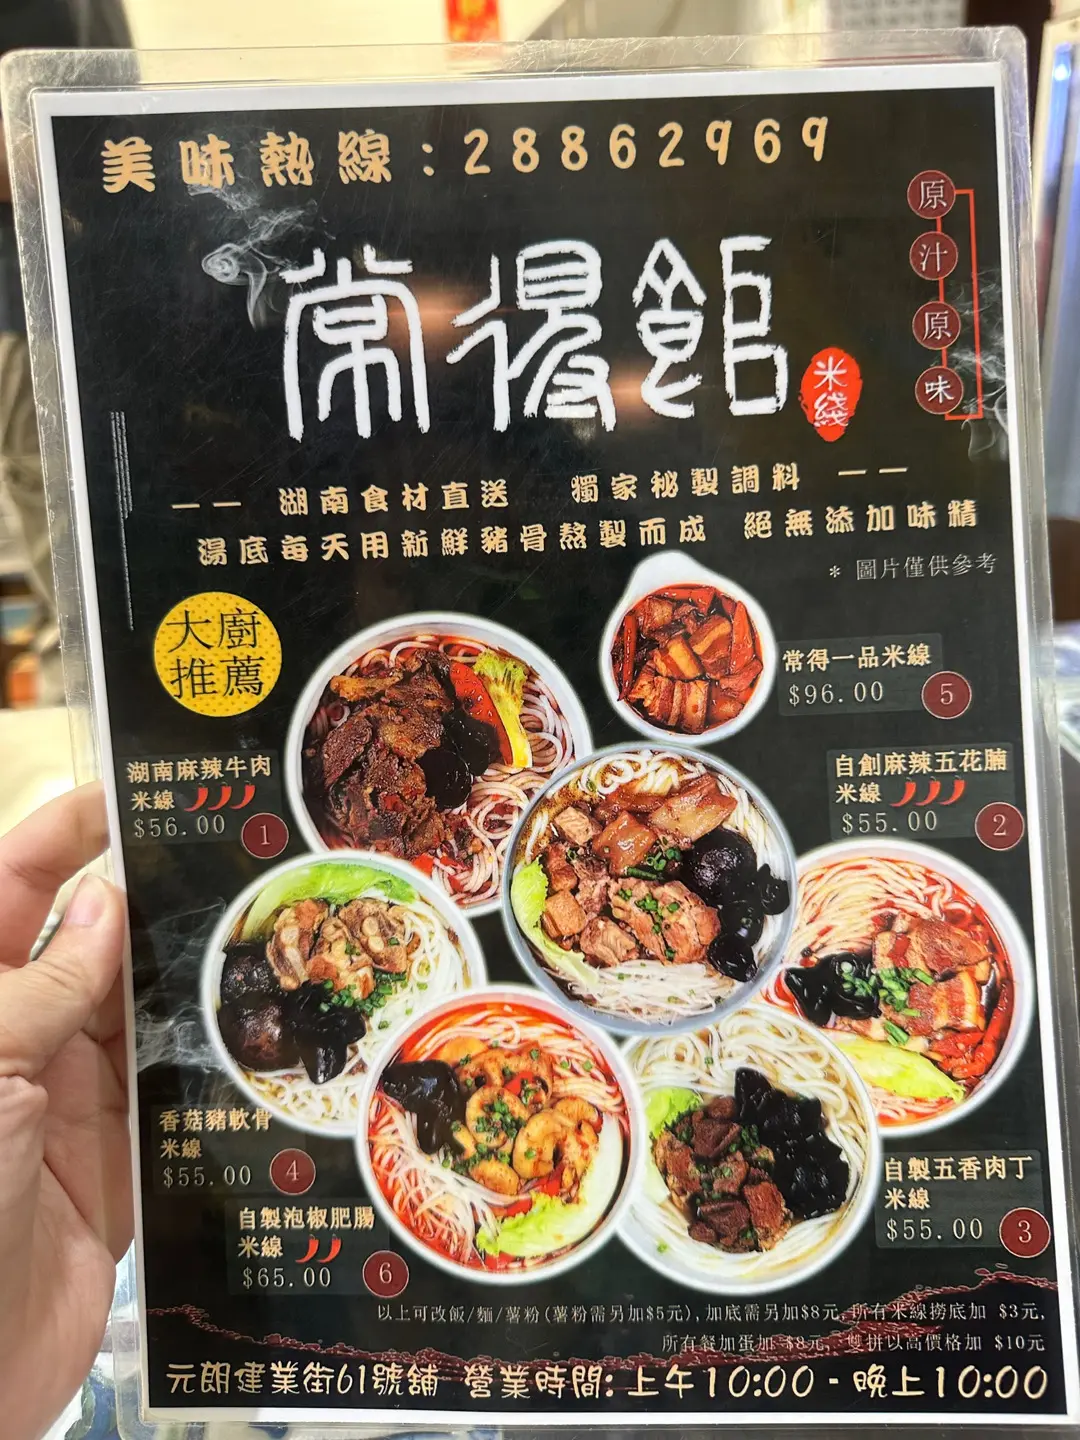 美味熱線：28862969
原汁原味
常得館
米綫
—— 湖南食材直送 獨家秘製調料 ——
湯底每天用新鮮豬骨熬製而成 絕無添加味精
* 圖片僅供參考
大廚
推薦
常得一品米線
$96.00
5
湖南麻辣牛肉
米線
$56.00
1
自創麻辣五花腩
米線
$55.00
2
香菇豬軟骨
米線
$55.00
4
自製五香肉丁
米線
$55.00
3
自製泡椒肥腸
米線
$65.00
6
以上可改飯/麵/薯粉(薯粉需另加$5元),加底需另加$8元,所有米線撈底加 $3元,
所有餐加蛋加 $8元, 雙拼以高價格加 $10元
元朗建業街61號舖 營業時間:上午10:00-晚上10:00